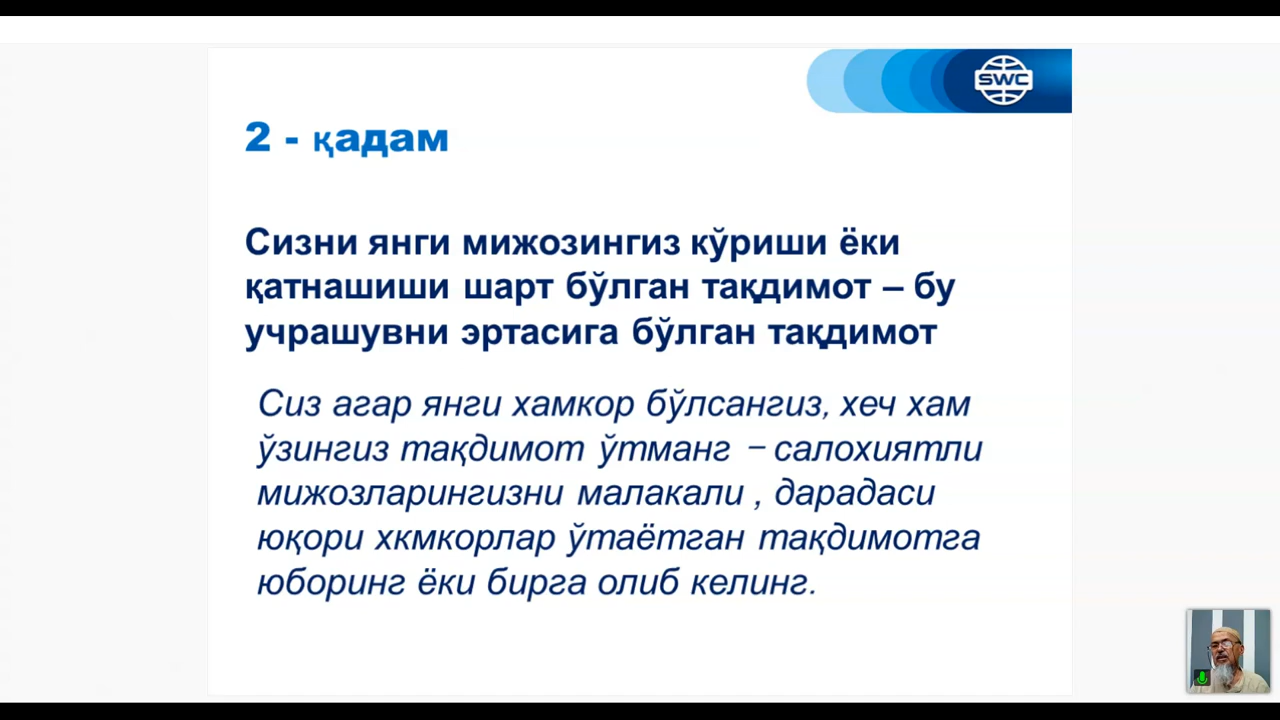 SWC
2 - қадам
Сизни янги мижозингиз кўриши ёки
қатнашиши шарт бўлган тақдимот – бу
учрашувни эртасига бўлган тақдимот
Сиз агар янги хамкор бўлсангиз, хеч хам
ўзингиз тақдимот ўтманг – салохиятли
мижозларингизни малакали , дарадаси
юқори хкмкорлар ўтаётган тақдимотга
юборинг ёки бирга олиб келинг.